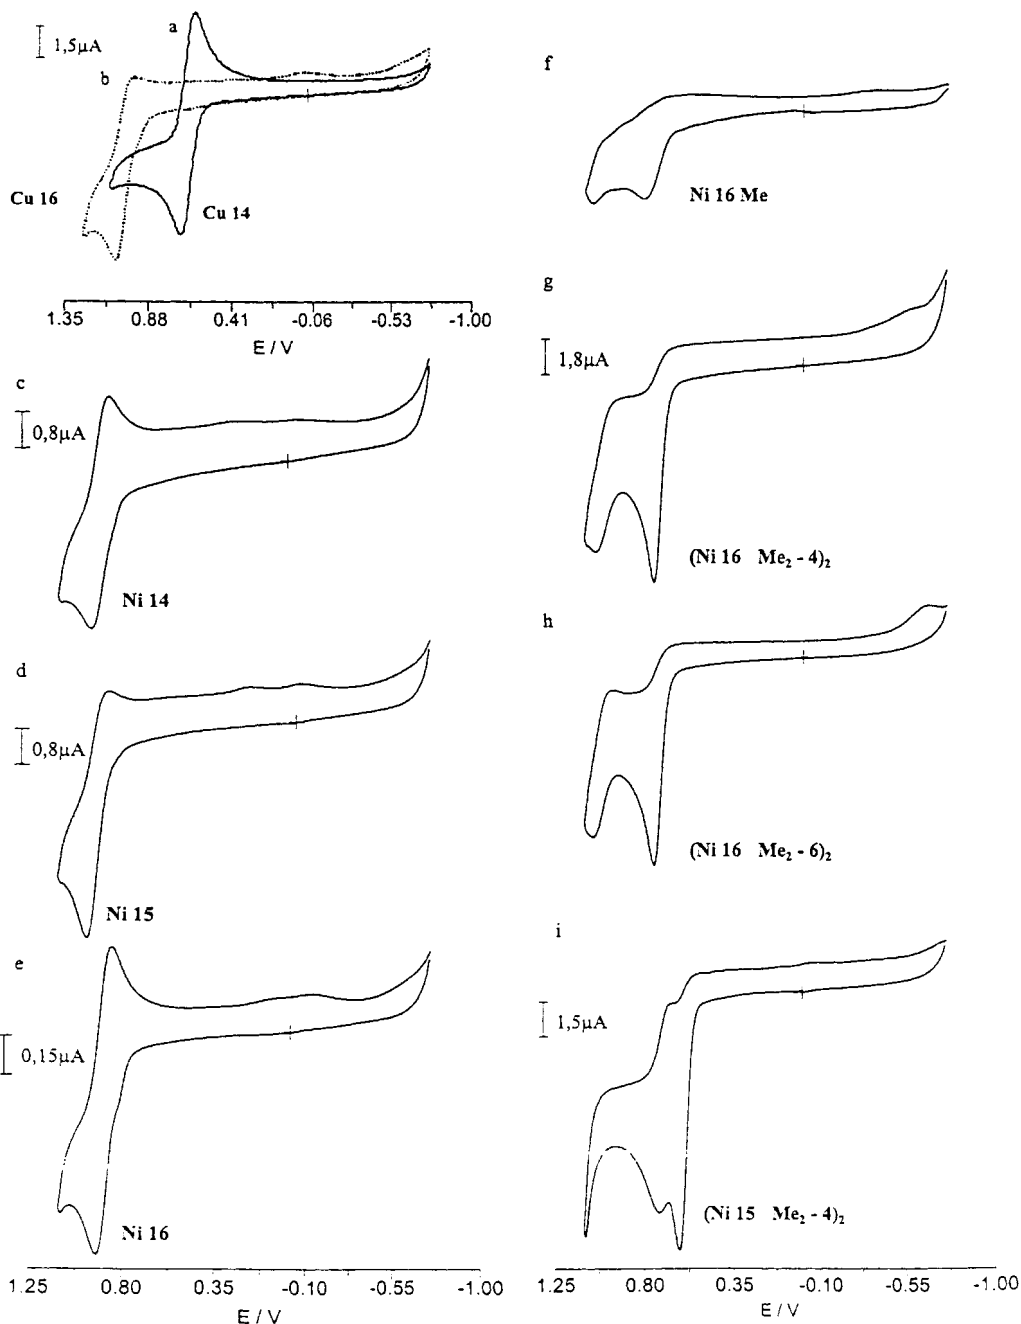 a
1,5µA
b
Cu 16
Cu 14
1.35 0.88 0.41 -0.06 -0.53 -1.00
E / V
c
0,8µA
Ni 14
d
0,8µA
Ni 15
e
0,15µA
Ni 16
1.25 0.80 0.35 -0.10 -0.55 -1.00
E / V
f
Ni 16 Me
g
1,8µA
(Ni 16 Me₂ - 4)₂
h
(Ni 16 Me₂ - 6)₂
i
1,5µA
(Ni 15 Me₂ - 4)₂
1.25 0.80 0.35 -0.10 -0.55 -1.00
E / V